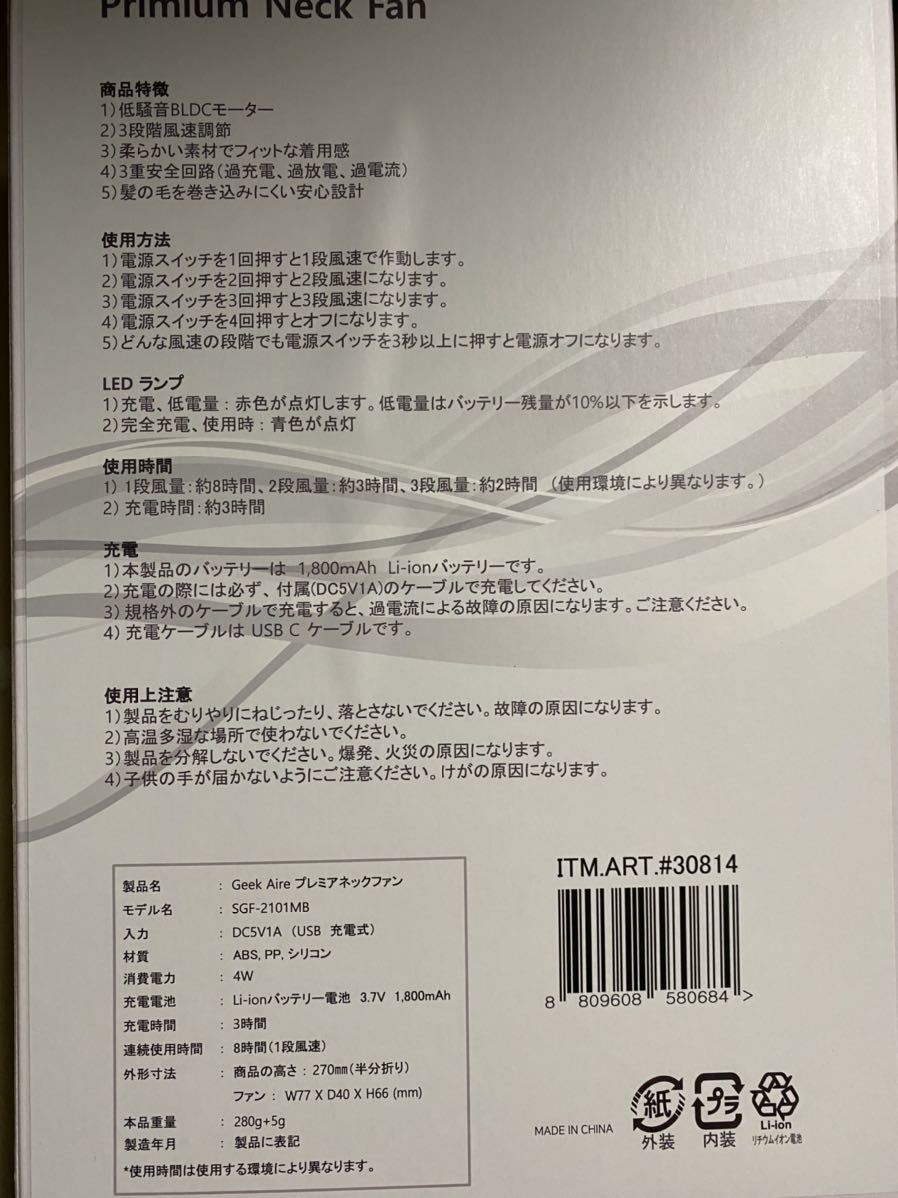 Primium Neck Fan
商品特徴
1)低騒音BLDCモーター
2)3段階風速調節
3)柔らかい素材でフィットな着用感
4)3重安全回路(過充電、過放電、過電流)
5)髪の毛を巻き込みにくい安心設計
使用方法
1)電源スイッチを1回押すと1段風速で作動します。
2)電源スイッチを2回押すと2段風速になります。
3)電源スイッチを3回押すと3段風速になります。
4)電源スイッチを4回押すとオフになります。
5)どんな風速の段階でも電源スイッチを3秒以上に押すと電源オフになります。
LED ランプ
1)充電、低電量:赤色が点灯します。低電量はバッテリー残量が10%以下を示します。
2)完全充電、使用時:青色が点灯
使用時間
1) 1段風量:約8時間、2段風量:約3時間、3段風量:約2時間 (使用環境により異なります。)
2) 充電時間:約3時間
充電
1)本製品のバッテリーは 1,800mAh Li-ionバッテリーです。
2)充電の際には必ず、付属(DC5V1A)のケーブルで充電してください。
3)規格外のケーブルで充電すると、過電流による故障の原因になります。ご注意ください。
4) 充電ケーブルは USB C ケーブルです。
使用上注意
1)製品をむりやりにねじったり、落とさないでください。故障の原因になります。
2)高温多湿な場所で使わないでください。
3)製品を分解しないでください。爆発、火災の原因になります。
4)子供の手が届かないようにご注意ください。けがの原因になります。
製品名 : Geek Aire プレミアネックファン
モデル名 : SGF-2101MB
入力 : DC5V1A (USB 充電式)
材質 : ABS, PP, シリコン
消費電力 : 4W
充電電池 : Li-ionバッテリー電池 3.7V 1,800mAh
充電時間 : 3時間
連続使用時間 : 8時間(1段風速)
外形寸法 : 商品の高さ:270mm(半分折り)
ファン : W77 X D40 X H66 (mm)
本品重量 : 280g+5g
製造年月 : 製品に表記
*使用時間は使用する環境により異なります。
ITM.ART.#30814
8 809608 580684 >
MADE IN CHINA
紙
外装
プラ
内装
Li-ion
リチウムイオン電池